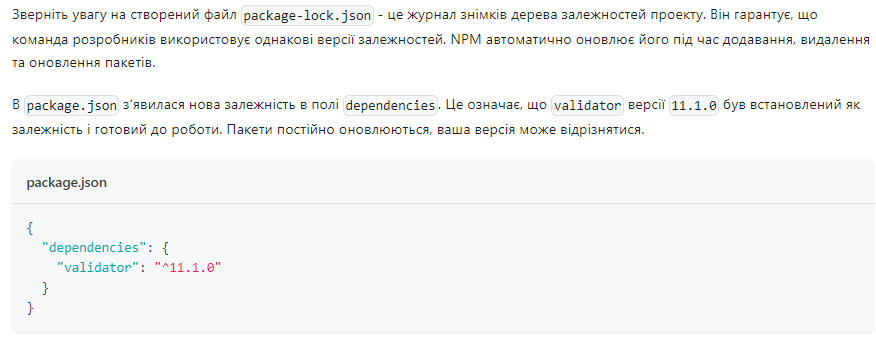 Зверніть увагу на створений файл package-lock.json - це журнал знімків дерева залежностей проекту. Він гарантує, що
команда розробників використовує однакові версії залежностей. NPM автоматично оновлює його під час додавання, видалення
та оновлення пакетів.
В package.json з'явилася нова залежність в полі dependencies. Це означає, що validator версії 11.1.0 був встановлений як
залежність і готовий до роботи. Пакети постійно оновлюються, ваша версія може відрізнятися.
package.json
{
  "dependencies": {
    "validator": "^11.1.0"
  }
}